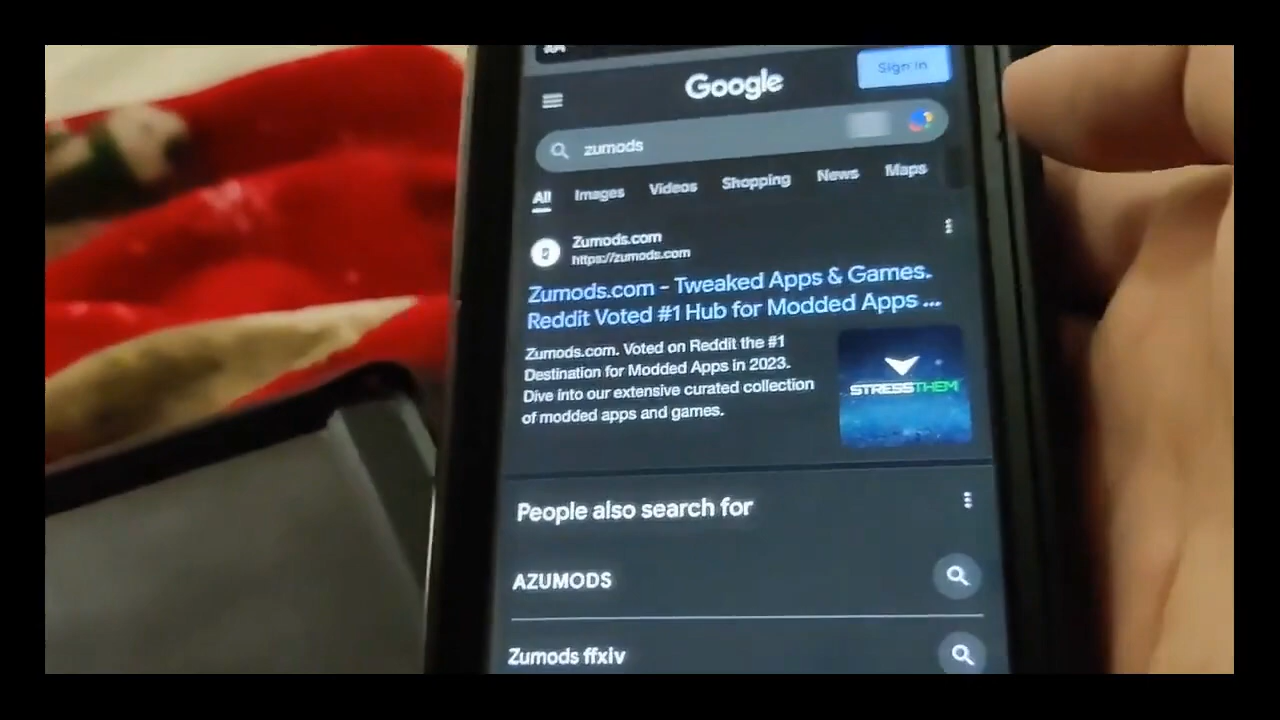 Google
Sign in
zumods
All Images Videos Shopping News Maps
Zumods.com
https://zumods.com
Zumods.com - Tweaked Apps & Games.
Reddit Voted #1 Hub for Modded Apps ...
Zumods.com. Voted on Reddit the #1
Destination for Modded Apps in 2023.
Dive into our extensive curated collection
of modded apps and games.
STRESSTHEM
People also search for
AZUMODS
Zumods ffxiv